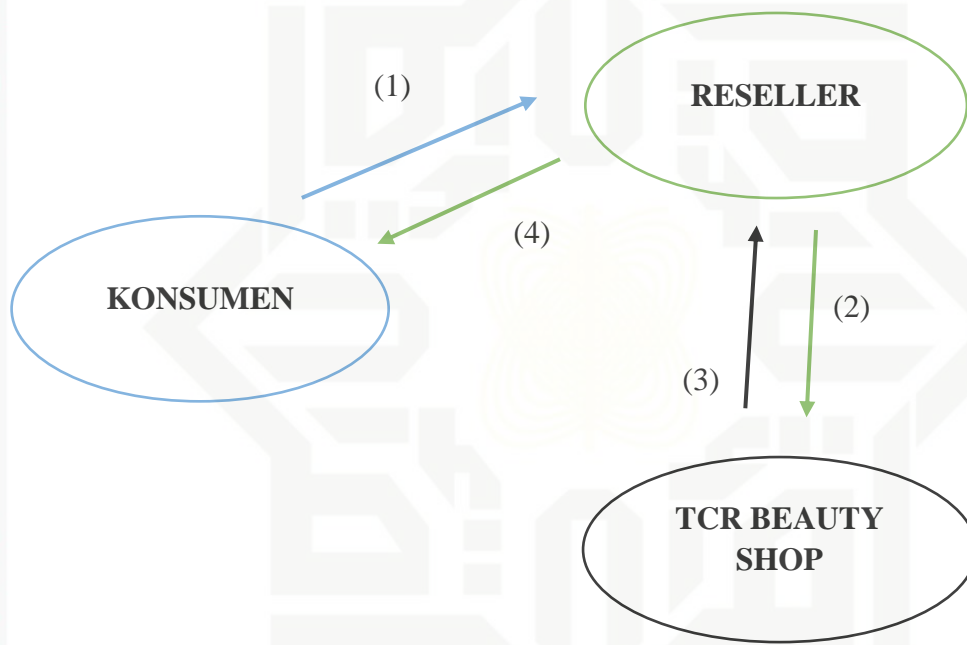 (1)
RESELLER
(4)
KONSUMEN
(2)
(3)
TCR BEAUTY
SHOP